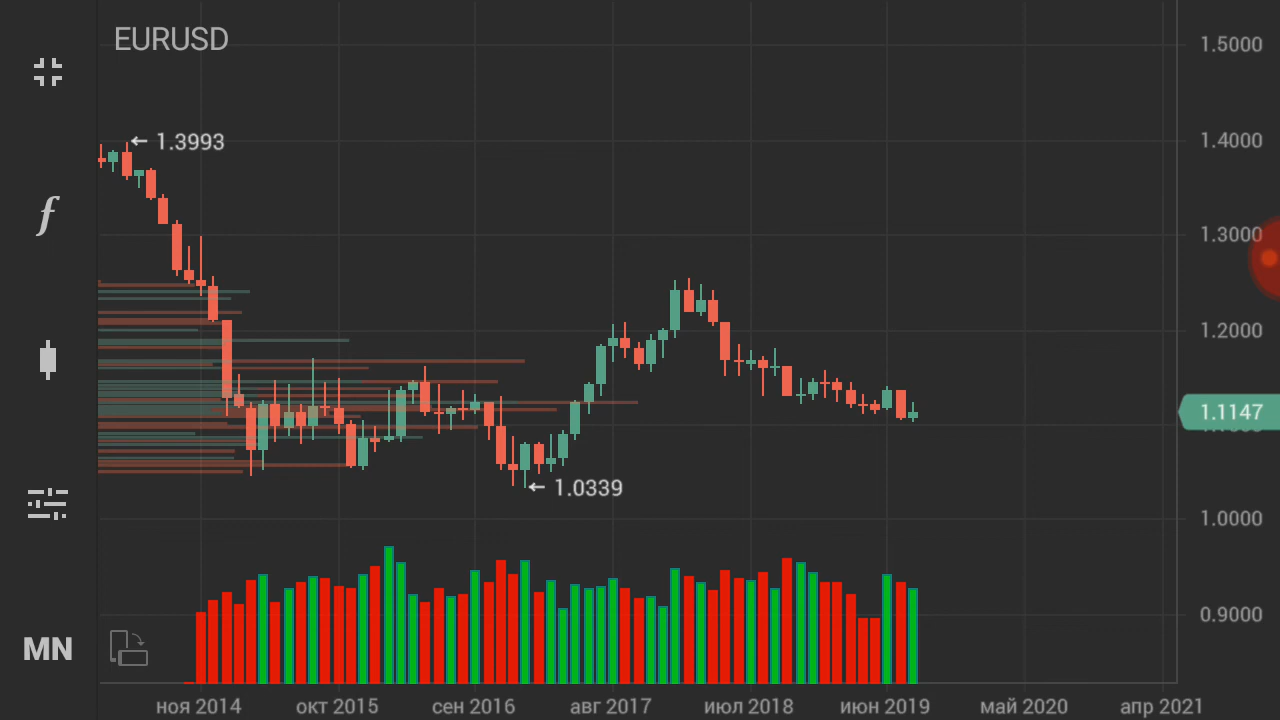 EURUSD
1.5000
1.3993
1.4000
1.3000
f
1.2000
1.1147
1.0339
1.0000
0.9000
MN
ноя 2014
окт 2015
сен 2016
авг 2017
июл 2018
июн 2019
май 2020
апр 2021